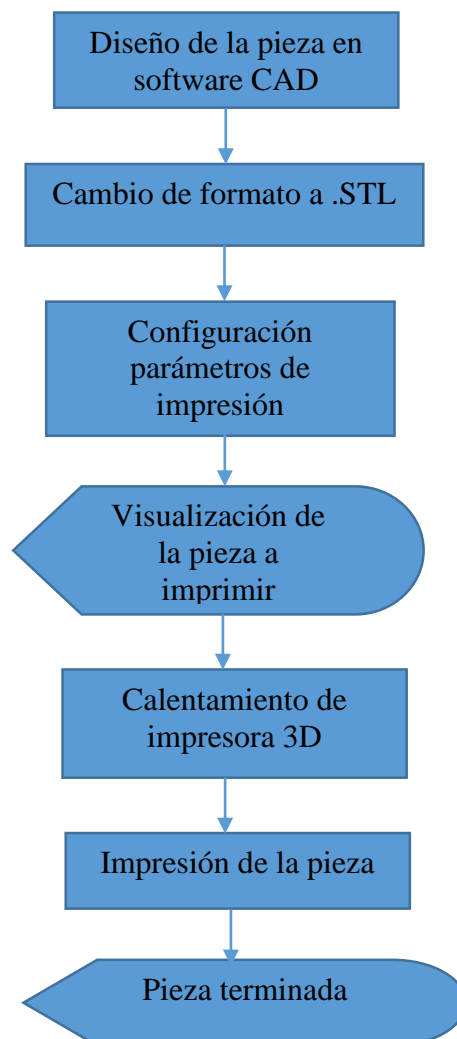 Diseño de la pieza en
software CAD
Cambio de formato a .STL
Configuración
parámetros de
impresión
Visualización de
la pieza a
imprimir
Calentamiento de
impresora 3D
Impresión de la pieza
Pieza terminada